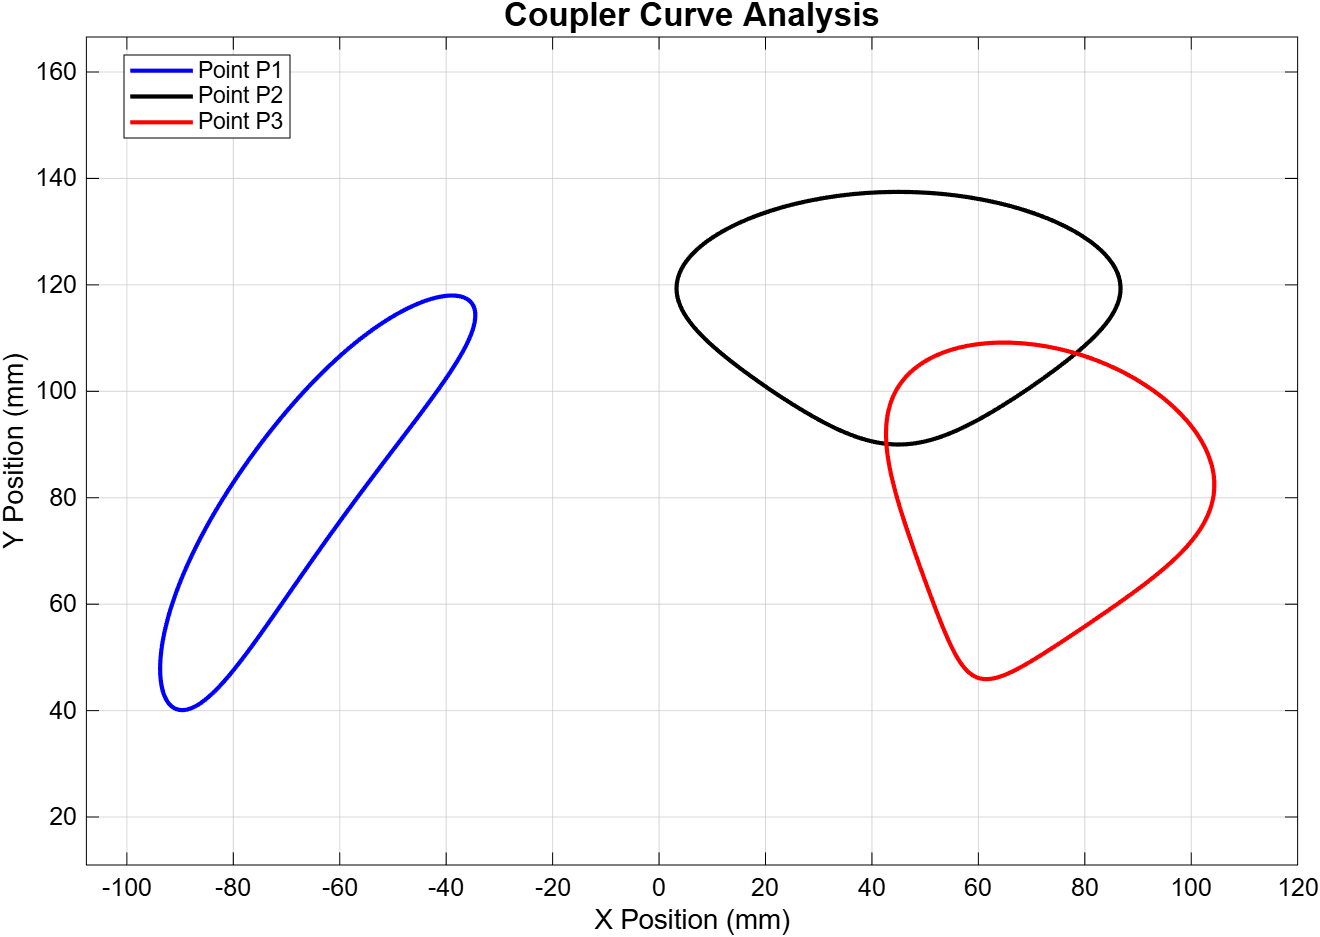 Coupler Curve Analysis
Point P1
Point P2
Point P3
160
140
120
100
80
60
40
20
Y Position (mm)
-100 -80 -60 -40 -20 0 20 40 60 80 100 120
X Position (mm)